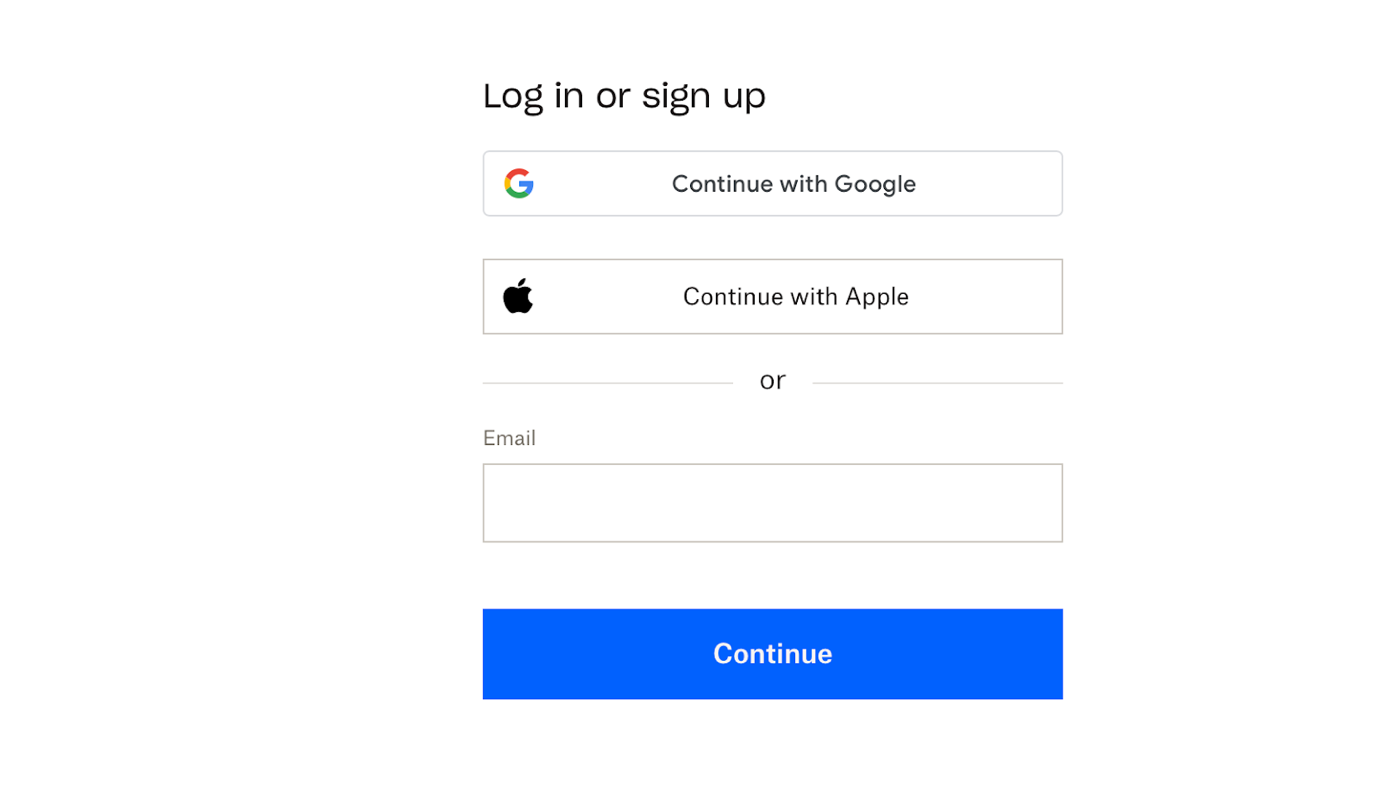 Log in or sign up
Continue with Google
Continue with Apple
or
Email
Continue